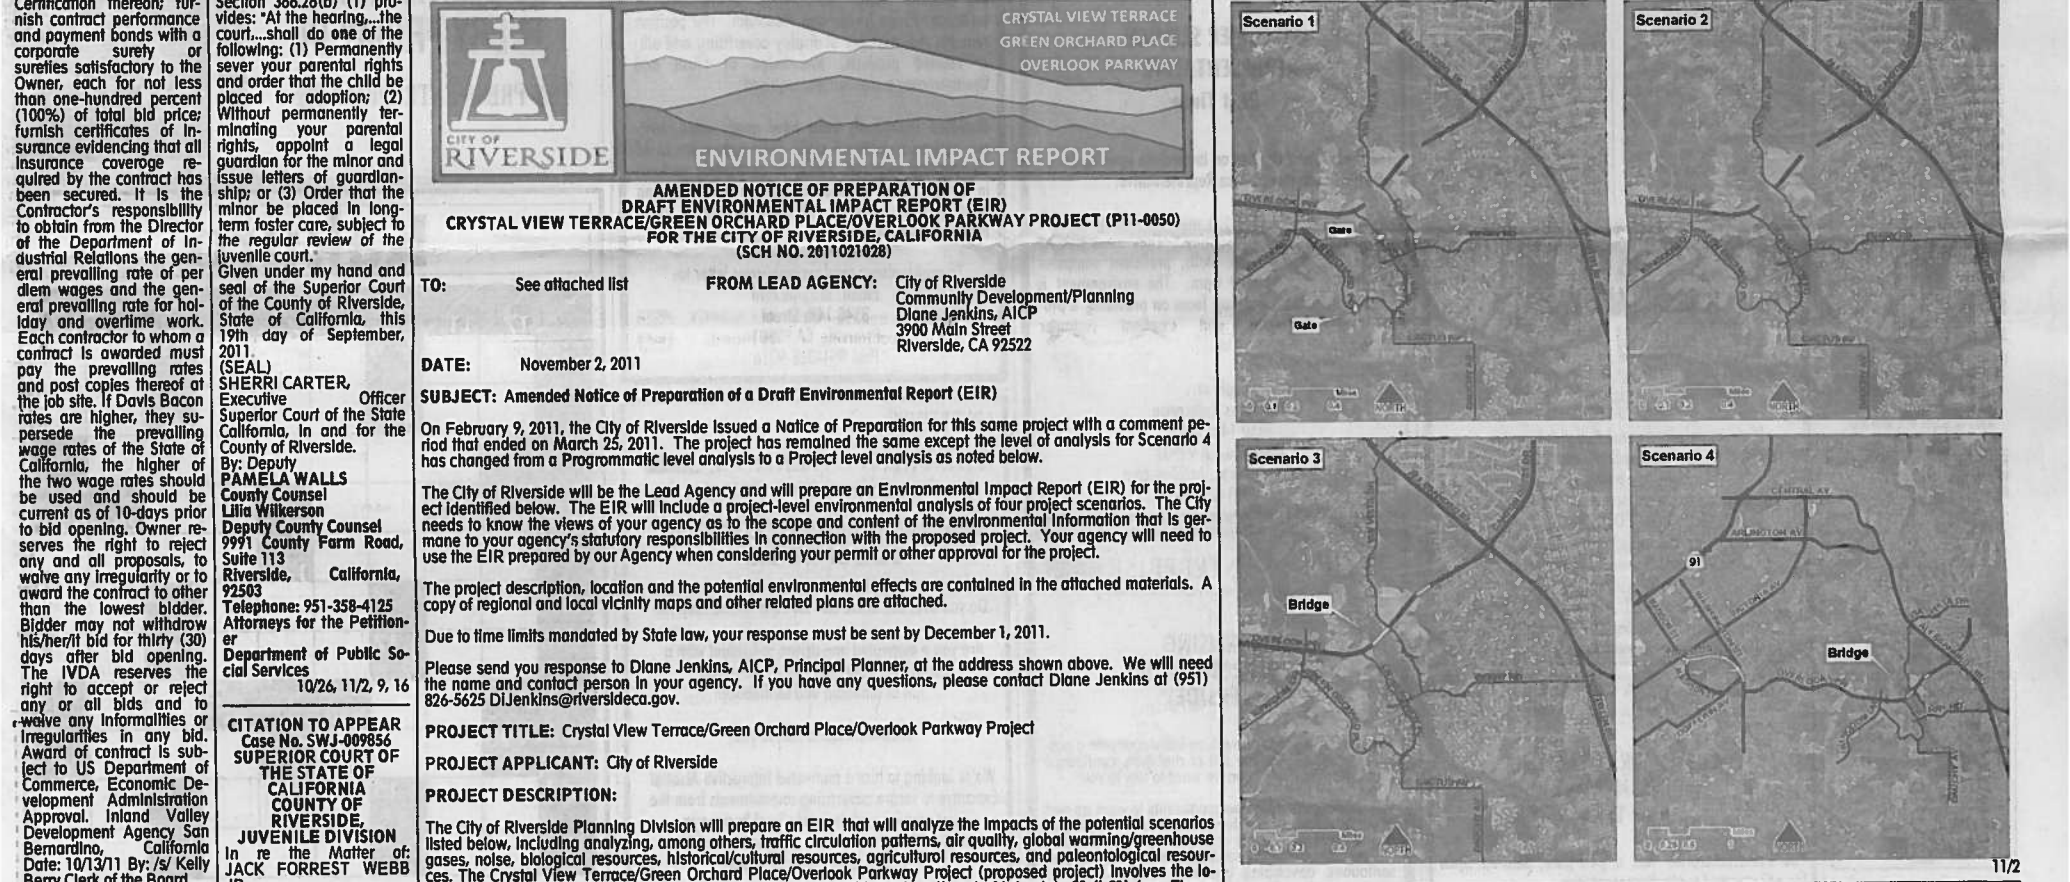 Certification thereof; fur-
nish contract performance
and payment bonds with a
corporate surety or
sureties satisfactory to the
Owner, each for not less
than one-hundred percent
(100%) of total bid price;
furnish certificates of in-
surance evidencing that all
insurance coverage re-
quired by the contract has
been secured. It is the
Contractor's responsibility
to obtain from the Director
of the Department of In-
dustrial Relations the gen-
eral prevailing rate of per
diem wages and the gen-
eral prevailing rate for hol-
iday and overtime work.
Each contractor to whom a
contract is awarded must
pay the prevailing rates
and post copies thereof at
the job site. If Davis Bacon
rates are higher, they su-
persede the prevailing
wage rates of the State of
California, the higher of
the two wage rates should
be used and should be
current as of 10-days prior
to bid opening. Owner re-
serves the right to reject
any and all proposals, to
waive any irregularity or to
award the contract to other
than the lowest bidder.
Bidder may not withdraw
his/her/it bid for thirty (30)
days after bid opening.
The IVDA reserves the
right to accept or reject
any or all bids and to
waive any informalities or
irregularities in any bid.
Award of contract is sub-
ject to US Department of
Commerce, Economic De-
velopment Administration
Approval. Inland Valley
Development Agency San
Bernardino, California
Date: 10/13/11 By: /s/ Kelly
Berry Clerk of the Board
Section 366.26(b) (1) pro-
vides: "At the hearing,...the
court,...shall do one of the
following: (1) Permanently
sever your parental rights
and order that the child be
placed for adoption; (2)
Without permanently ter-
minating your parental
rights, appoint a legal
guardian for the minor and
issue letters of guardian-
ship; or (3) Order that the
minor be placed in long-
term foster care, subject to
the regular review of the
juvenile court."
Given under my hand and
seal of the Superior Court
of the County of Riverside,
State of California, this
19th day of September,
2011.
(SEAL)
SHERRI CARTER,
Executive Officer
Superior Court of the State
California, in and for the
County of Riverside.
By: Deputy
PAMELA WALLS
County Counsel
Lilia Wilkerson
Deputy County Counsel
9991 County Farm Road,
Suite 113
Riverside, California,
92503
Telephone: 951-358-4125
Attorneys for the Petition-
er
Department of Public So-
cial Services
10/26, 11/2, 9, 16
CITATION TO APPEAR
Case No. SWJ-009856
SUPERIOR COURT OF
THE STATE OF
CALIFORNIA
COUNTY OF
RIVERSIDE,
JUVENILE DIVISION
In re the Matter of:
JACK FORREST WEBB
CITY OF
RIVERSIDE
CRYSTAL VIEW TERRACE
GREEN ORCHARD PLACE
OVERLOOK PARKWAY
ENVIRONMENTAL IMPACT REPORT
AMENDED NOTICE OF PREPARATION OF
DRAFT ENVIRONMENTAL IMPACT REPORT (EIR)
CRYSTAL VIEW TERRACE/GREEN ORCHARD PLACE/OVERLOOK PARKWAY PROJECT (P11-0050)
FOR THE CITY OF RIVERSIDE, CALIFORNIA
(SCH NO. 2011021028)
TO: See attached list FROM LEAD AGENCY: City of Riverside
Community Development/Planning
Diane Jenkins, AICP
3900 Main Street
Riverside, CA 92522
DATE: November 2, 2011
SUBJECT: Amended Notice of Preparation of a Draft Environmental Report (EIR)
On February 9, 2011, the City of Riverside issued a Notice of Preparation for this same project with a comment pe-
riod that ended on March 25, 2011. The project has remained the same except the level of analysis for Scenario 4
has changed from a Progrommatic level analysis to a Project level analysis as noted below.
The City of Riverside will be the Lead Agency and will prepare an Environmental Impact Report (EIR) for the proj-
ect identified below. The EIR will include a project-level environmental analysis of four project scenarios. The City
needs to know the views of your agency as to the scope and content of the environmental information that is ger-
mane to your agency's statutory responsibilities in connection with the proposed project. Your agency will need to
use the EIR prepared by our Agency when considering your permit or other approval for the project.
The project description, location and the potential environmental effects are contained in the attached materials. A
copy of regional and local vicinity maps and other related plans are attached.
Due to time limits mandated by State law, your response must be sent by December 1, 2011.
Please send you response to Diane Jenkins, AICP, Principal Planner, at the address shown above. We will need
the name and contact person in your agency. If you have any questions, please contact Diane Jenkins at (951)
826-5625 DiJenkins@riversideca.gov.
PROJECT TITLE: Crystal View Terrace/Green Orchard Place/Overlook Parkway Project
PROJECT APPLICANT: City of Riverside
PROJECT DESCRIPTION:
The City of Riverside Planning Division will prepare an EIR that will analyze the impacts of the potential scenarios
listed below, including analyzing, among others, traffic circulation patterns, air quality, global warming/greenhouse
gases, noise, biological resources, historical/cultural resources, agricultural resources, and paleontological resour-
ces. The Crystal View Terrace/Green Orchard Place/Overlook Parkway Project (proposed project) involves the lo-
Scenario 1
Gate
Gate
NORTH
Scenario 2
NORTH
Scenario 3
Bridge
NORTH
Scenario 4
CENTRAL AV
ARLINGTON AV
91
Bridge
NORTH
11/2